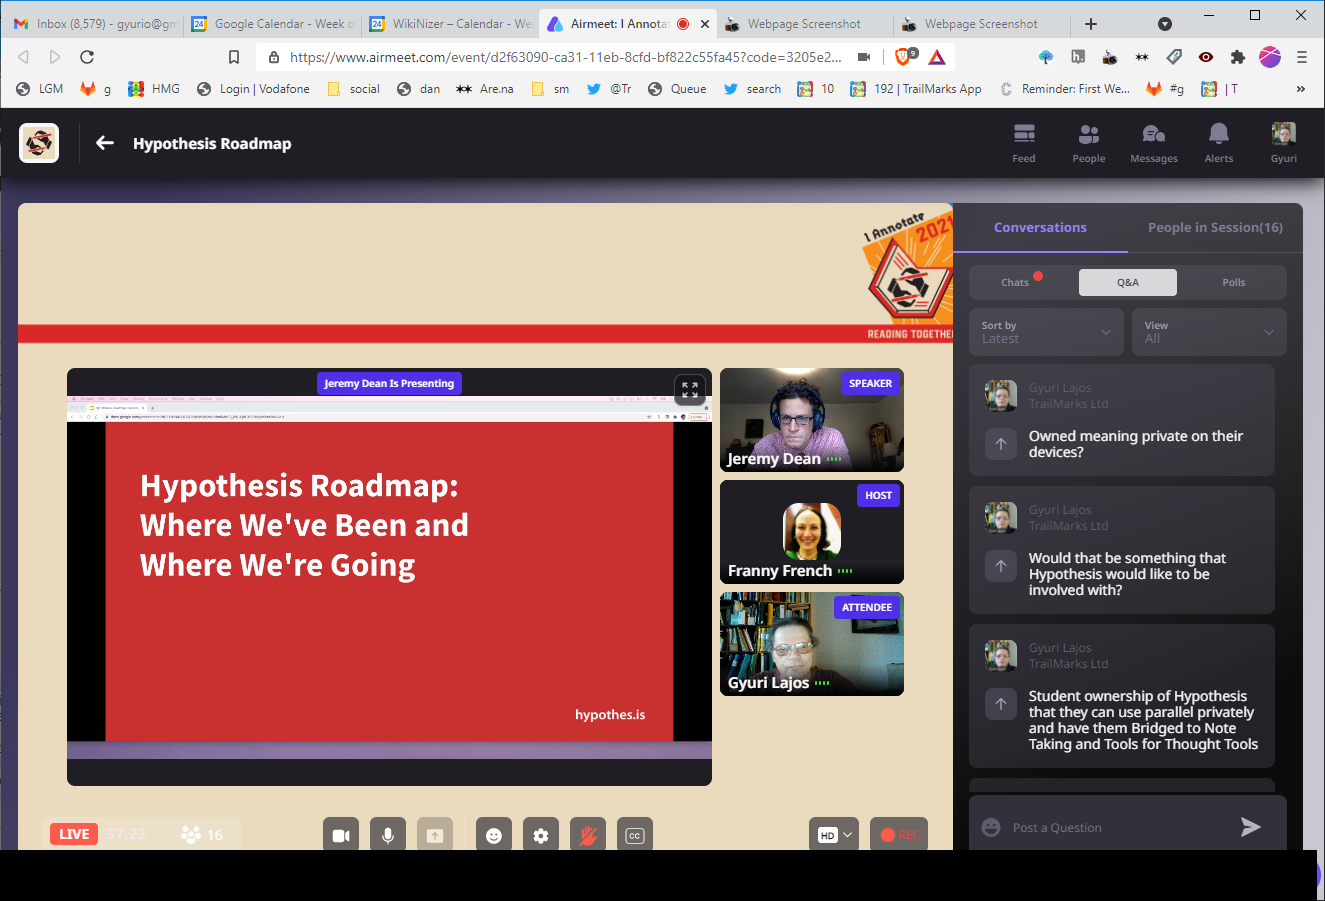 Inbox (8,579) - gyurio@gm
Google Calendar - Week o
WikiNizer – Calendar - We
Airmeet: I Annota
Webpage Screenshot
Webpage Screenshot
https://www.airmeet.com/event/d2f63090-ca31-11eb-8cfd-bf822c55fa45?code=3205e2...
9
LGM
g
HMG
Login | Vodafone
social
dan
Are.na
sm
@Tr
Queue
search
10
192 | TrailMarks App
Reminder: First We...
#g
| T
»
Hypothesis Roadmap
Feed
People
Messages
Alerts
Gyuri
I Annotate
2021
READING TOGETHE
Jeremy Dean Is Presenting
Hypothesis Roadmap:
Where We've Been and
Where We're Going
hypothes.is
SPEAKER
Jeremy Dean
HOST
Franny French
ATTENDEE
Gyuri Lajos
LIVE
37:22
16
CC
HD
REC
Conversations
People in Session(16)
Chats
Q&A
Polls
Sort by
Latest
View
All
Gyuri Lajos
TrailMarks Ltd
Owned meaning private on their
devices?
Gyuri Lajos
TrailMarks Ltd
Would that be something that
Hypothesis would like to be
involved with?
Gyuri Lajos
TrailMarks Ltd
Student ownership of Hypothesis
that they can use parallel privately
and have them Bridged to Note
Taking and Tools for Thought Tools
Post a Question